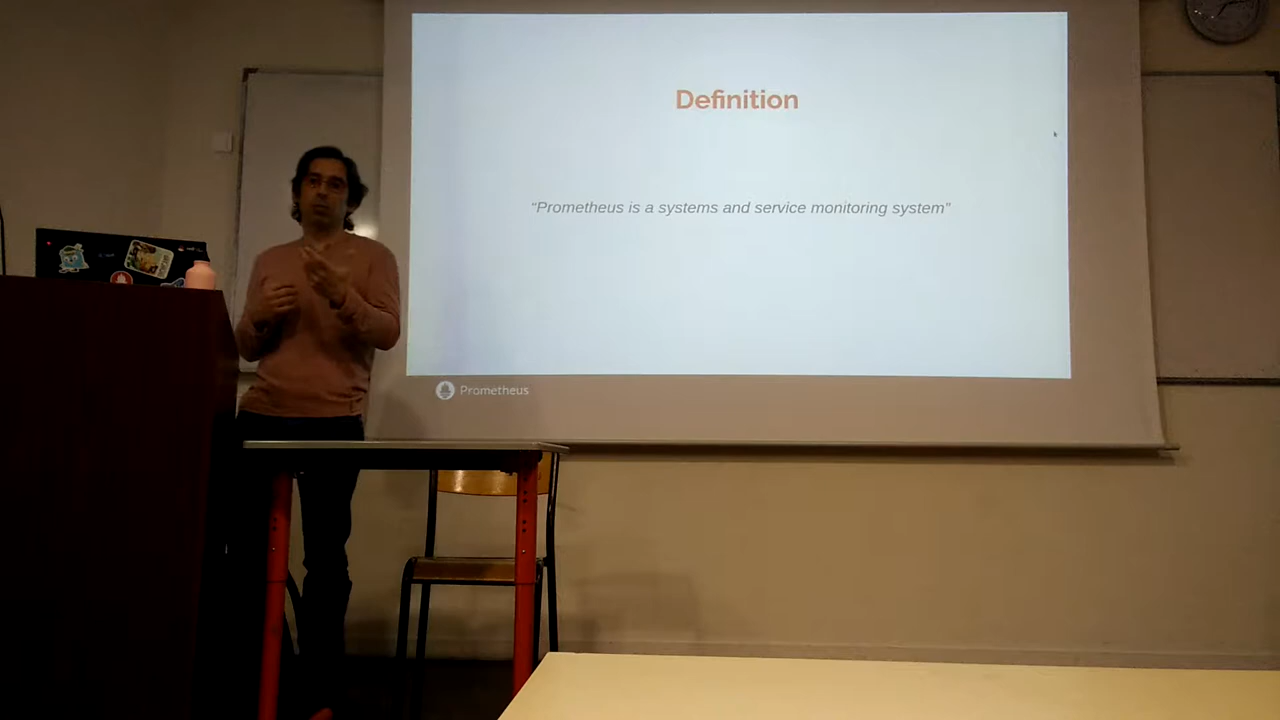 Definition
“Prometheus is a systems and service monitoring system”
Prometheus